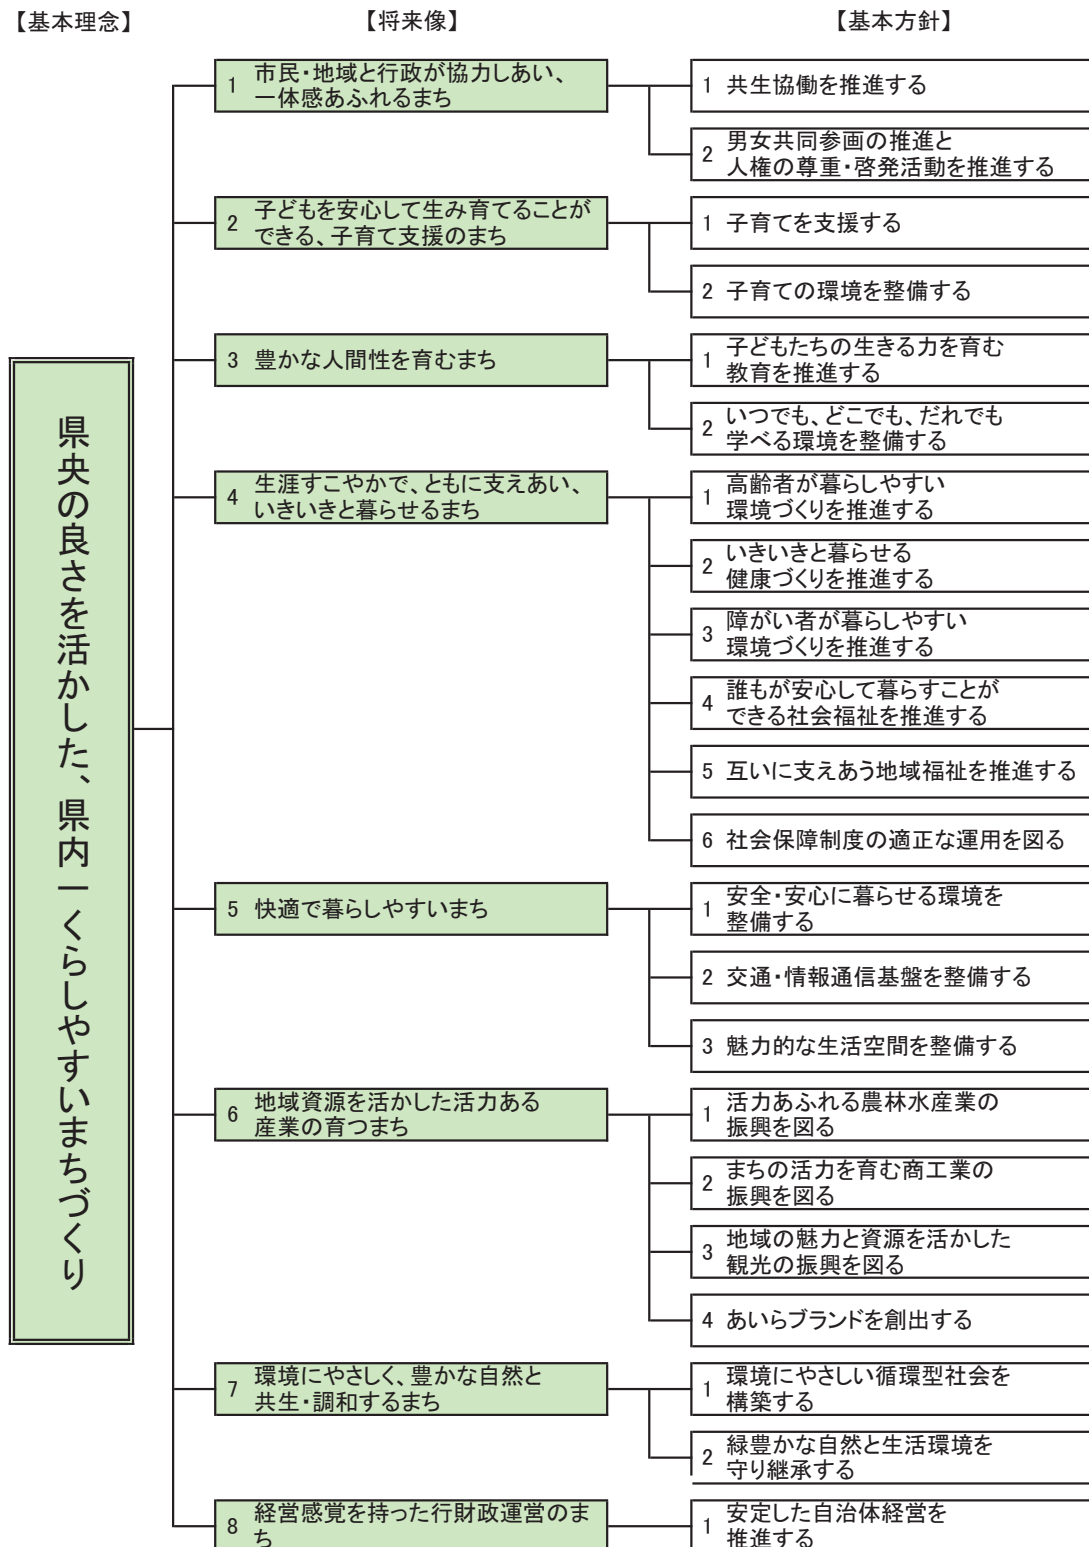 【基本理念】 【将来像】 【基本方針】
県央の良さを活かした、県内一くらしやすいまちづくり
1 市民・地域と行政が協力しあい、
一体感あふれるまち
1 共生協働を推進する
2 男女共同参画の推進と
人権の尊重・啓発活動を推進する
2 子どもを安心して生み育てることが
できる、子育て支援のまち
1 子育てを支援する
2 子育ての環境を整備する
3 豊かな人間性を育むまち
1 子どもたちの生きる力を育む
教育を推進する
2 いつでも、どこでも、だれでも
学べる環境を整備する
4 生涯すこやかで、ともに支えあい、
いきいきと暮らせるまち
1 高齢者が暮らしやすい
環境づくりを推進する
2 いきいきと暮らせる
健康づくりを推進する
3 障がい者が暮らしやすい
環境づくりを推進する
4 誰もが安心して暮らすことが
できる社会福祉を推進する
5 互いに支えあう地域福祉を推進する
6 社会保障制度の適正な運用を図る
5 快適で暮らしやすいまち
1 安全・安心に暮らせる環境を
整備する
2 交通・情報通信基盤を整備する
3 魅力的な生活空間を整備する
6 地域資源を活かした活力ある
産業の育つまち
1 活力あふれる農林水産業の
振興を図る
2 まちの活力を育む商工業の
振興を図る
3 地域の魅力と資源を活かした
観光の振興を図る
4 あいらブランドを創出する
7 環境にやさしく、豊かな自然と
共生・調和するまち
1 環境にやさしい循環型社会を
構築する
2 緑豊かな自然と生活環境を
守り継承する
8 経営感覚を持った行財政運営のま
ち
1 安定した自治体経営を
推進する